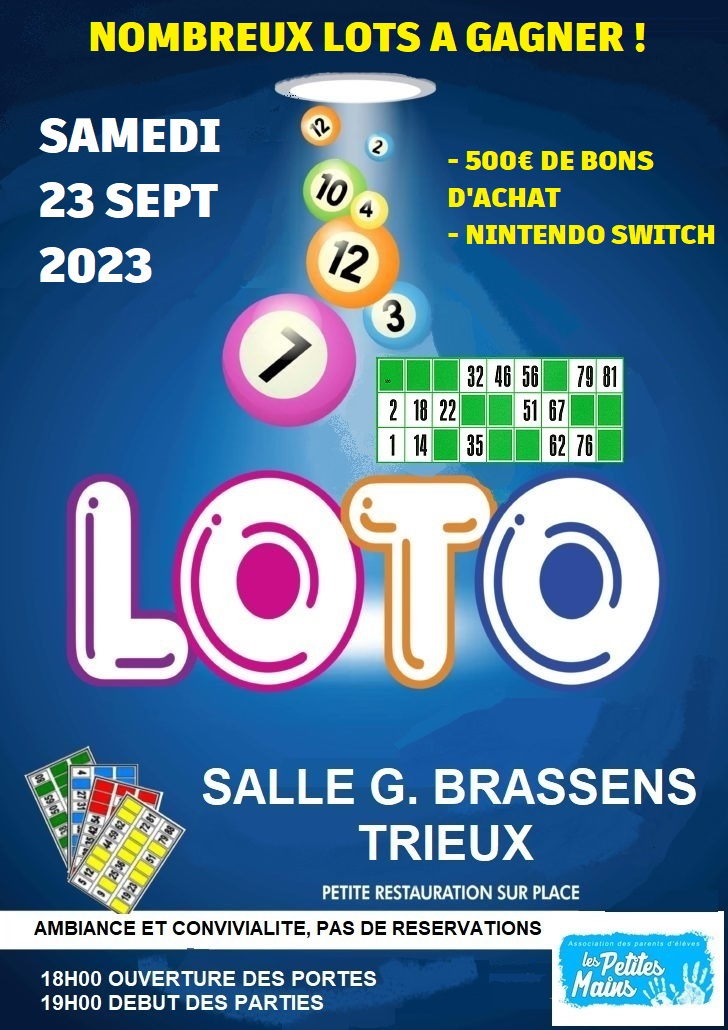 NOMBREUX LOTS A GAGNER !
SAMEDI
23 SEPT
2023
- 500€ DE BONS
D'ACHAT
- NINTENDO SWITCH
12
2
10
4
12
3
7
32 46 56 79 81
2 18 22 51 67
1 14 35 62 76
LOTO
SALLE G. BRASSENS
TRIEUX
PETITE RESTAURATION SUR PLACE
AMBIANCE ET CONVIVIALITE, PAS DE RESERVATIONS
18H00 OUVERTURE DES PORTES
19H00 DEBUT DES PARTIES
Association des parents d'élèves
les Petites
Mains